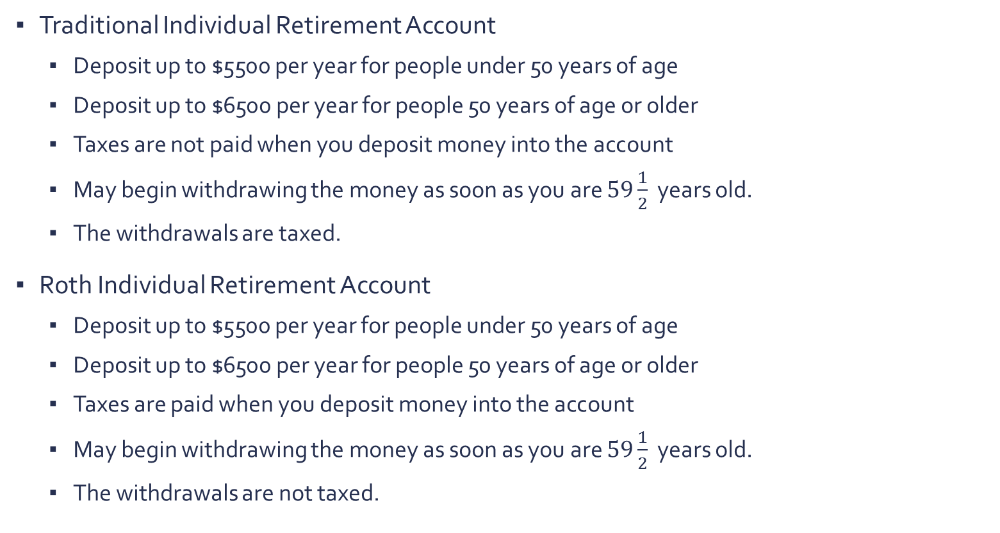 ▪ Traditional Individual Retirement Account
▪ Deposit up to $5500 per year for people under 50 years of age
▪ Deposit up to $6500 per year for people 50 years of age or older
▪ Taxes are not paid when you deposit money into the account
▪ May begin withdrawing the money as soon as you are 59 1/2 years old.
▪ The withdrawals are taxed.
▪ Roth Individual Retirement Account
▪ Deposit up to $5500 per year for people under 50 years of age
▪ Deposit up to $6500 per year for people 50 years of age or older
▪ Taxes are paid when you deposit money into the account
▪ May begin withdrawing the money as soon as you are 59 1/2 years old.
▪ The withdrawals are not taxed.